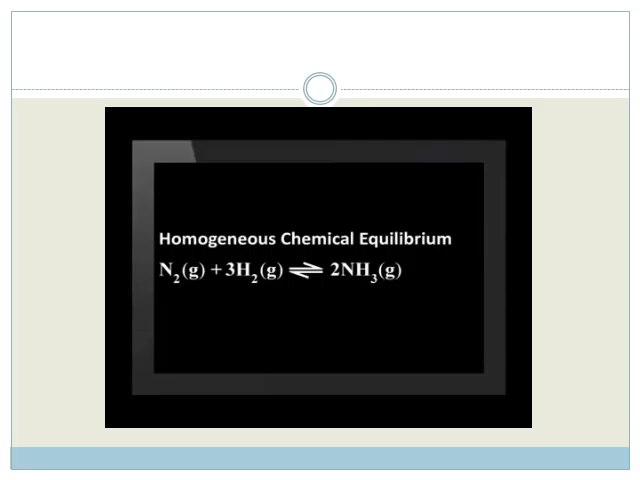 Homogeneous Chemical Equilibrium
N₂(g) + 3H₂(g) ⇌ 2NH₃(g)